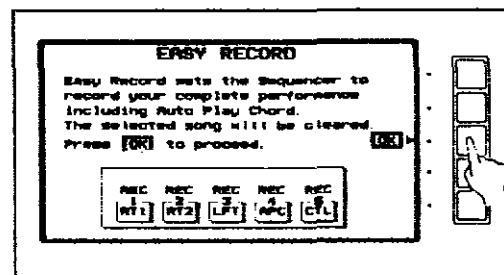 EASY RECORD
Easy Record sets the Sequencer to
record your complete performance
including Auto Play Chord.
The selected song will be cleared.
Press [OK] to proceed. [OK]
REC REC REC REC REC
1 2 3 4 5
RT1 RT2 LFT APC CTL